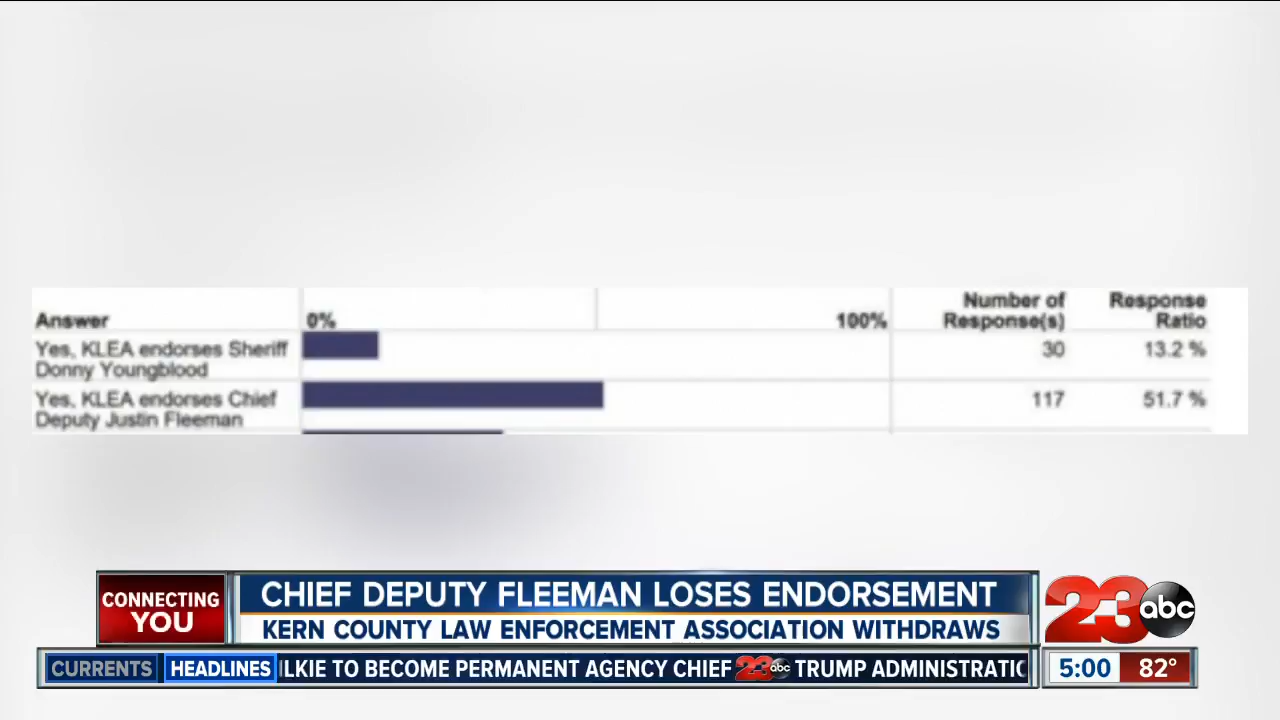 Answer 0% 100% Number of Response(s) Response Ratio
Yes, KLEA endorses Sheriff Donny Youngblood 30 13.2 %
Yes, KLEA endorses Chief Deputy Justin Fleeman 117 51.7 %
CONNECTING YOU
CHIEF DEPUTY FLEEMAN LOSES ENDORSEMENT
KERN COUNTY LAW ENFORCEMENT ASSOCIATION WITHDRAWS
23 abc
CURRENTS HEADLINES ILKIE TO BECOME PERMANENT AGENCY CHIEF 23 abc TRUMP ADMINISTRATIC
5:00 82°